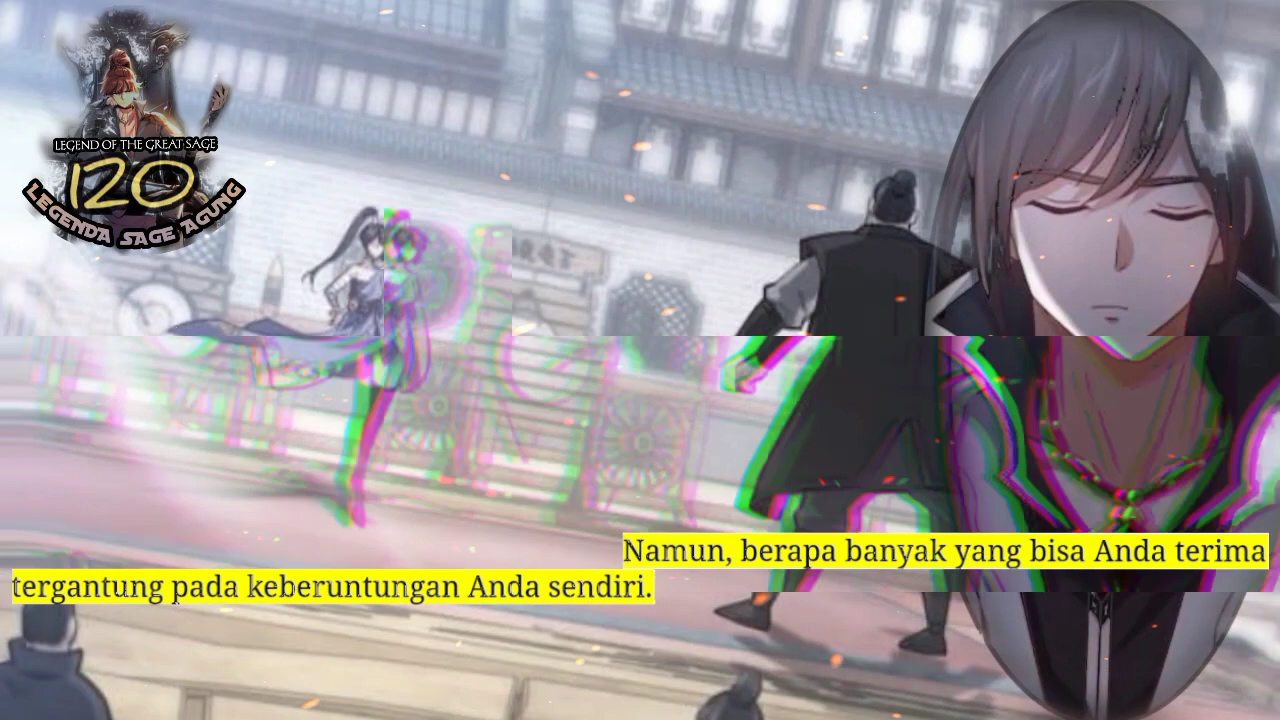 LEGEND OF THE GREAT SAGE
120
LEGENDA SAGE AGUNG
Namun, berapa banyak yang bisa Anda terima
tergantung pada keberuntungan Anda sendiri.